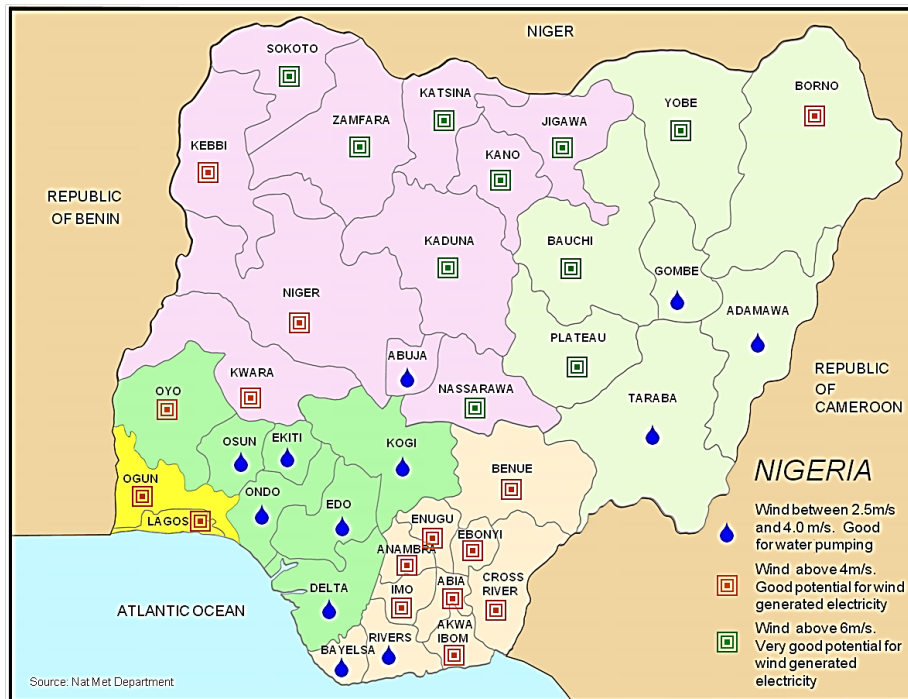 NIGER
SOKOTO
KATSINA
BORNO
YOBE
ZAMFARA
JIGAWA
KEBBI
KANO
REPUBLIC
OF BENIN
KADUNA
BAUCHI
GOMBE
NIGER
ADAMAWA
PLATEAU
ABUJA
KWARA
NASSARAWA
REPUBLIC
OF
CAMEROON
OYO
TARABA
OSUN
EKITI
KOGI
BENUE
NIGERIA
OGUN
ONDO
EDO
LAGOS
ENUGU
EBONYI
ANAMBRA
Wind between 2.5m/s
and 4.0 m/s. Good
for water pumping
DELTA
IMO
ABIA
CROSS
RIVER
Wind above 4m/s.
Good potential for wind
generated electricity
ATLANTIC OCEAN
AKWA
IBOM
RIVERS
BAYELSA
Wind above 6m/s.
Very good potential for
wind generated
electricity
Source: Nat Met Department